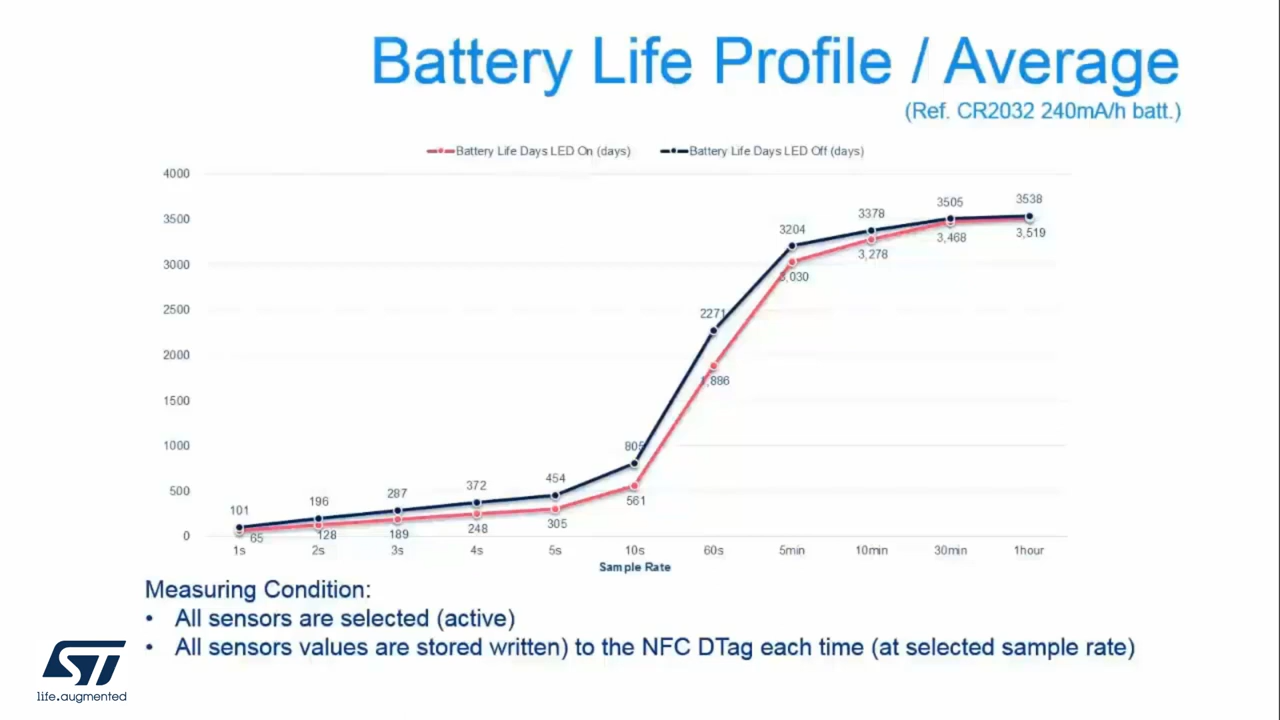 Battery Life Profile / Average
(Ref. CR2032 240mA/h batt.)
Battery Life Days LED On (days) Battery Life Days LED Off (days)
4000
3500
3000
2500
2000
1500
1000
500
0
101 196 287 372 454 805 2271 3204 3378 3505 3538
65 128 189 248 305 561 1,886 3,030 3,278 3,468 3,519
1s 2s 3s 4s 5s 10s 60s 5min 10min 30min 1hour
Sample Rate
Measuring Condition:
• All sensors are selected (active)
• All sensors values are stored written) to the NFC DTag each time (at selected sample rate)
ST
life.augmented